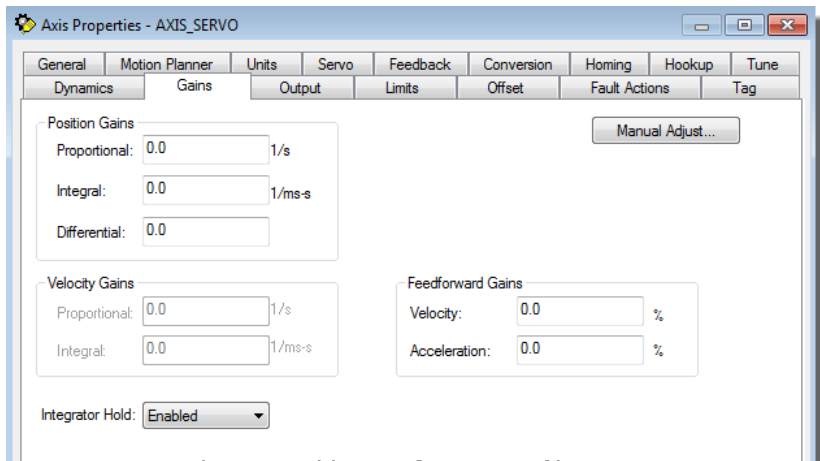 Axis Properties - AXIS_SERVO
General Motion Planner Units Servo Feedback Conversion Homing Hookup Tune
Dynamics Gains Output Limits Offset Fault Actions Tag
Position Gains
Manual Adjust...
Proportional: 0.0 1/s
Integral: 0.0 1/ms-s
Differential: 0.0
Velocity Gains
Proportional: 0.0 1/s
Integral: 0.0 1/ms-s
Feedforward Gains
Velocity: 0.0 %
Acceleration: 0.0 %
Integrator Hold: Enabled